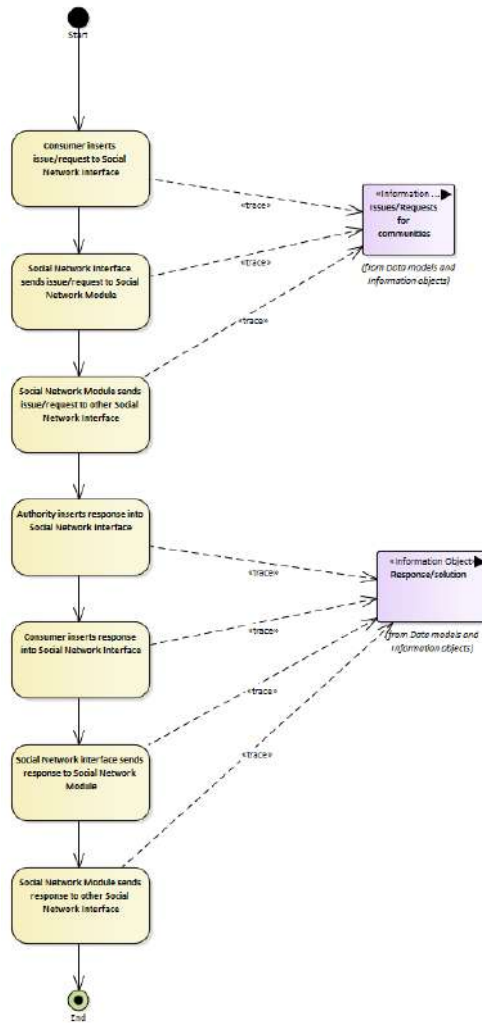 Start
Consumer inserts
issue/request to Social
Network Interface
«Information ...
Issues/Requests
for
communities
«trace»
(from Data models and
Information objects)
«trace»
Social Network Interface
sends issue/request to Social
Network Module
«trace»
Social Network Module sends
issue/request to other Social
Network Interface
Authority inserts response into
Social Network Interface
«Information Object»
Response/solution
«trace»
(from Data models and
Information objects)
«trace»
Consumer inserts response
into Social Network Interface
«trace»
«trace»
Social Network Interface sends
response to Social Network
Module
Social Network Module sends
response to other Social
Network Interface
End